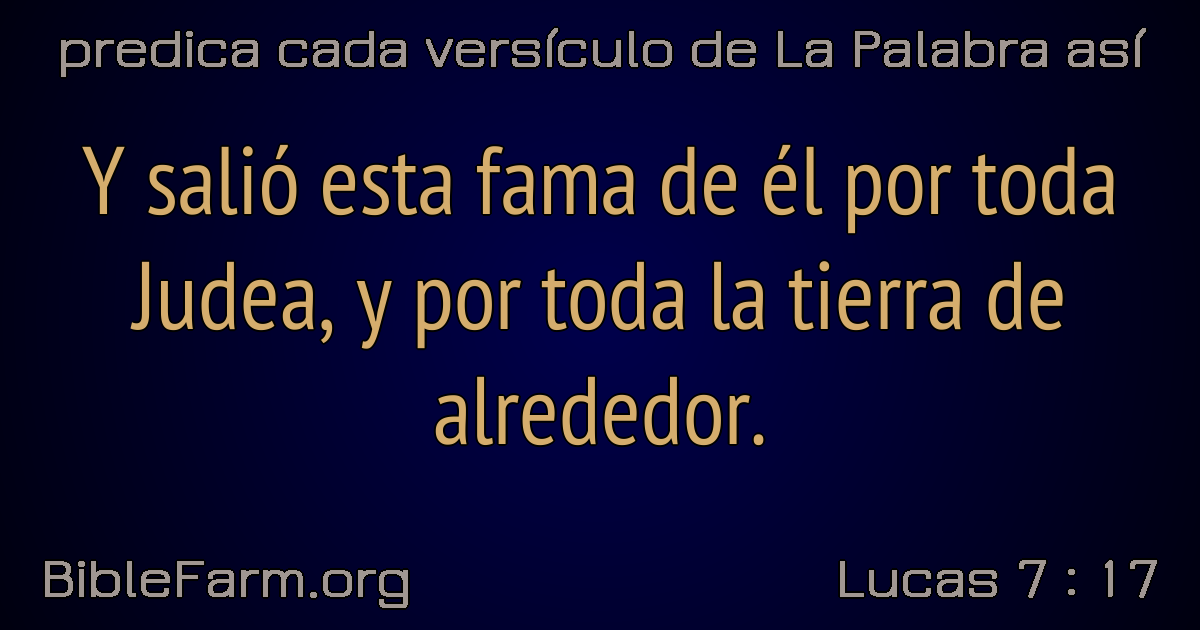 predica cada versículo de La Palabra así
Y salió esta fama de él por toda
Judea, y por toda la tierra de
alrededor.
BibleFarm.org
Lucas 7 : 17